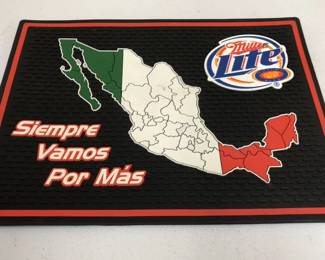 Miller
Lite
Siempre
Vamos
Por Más